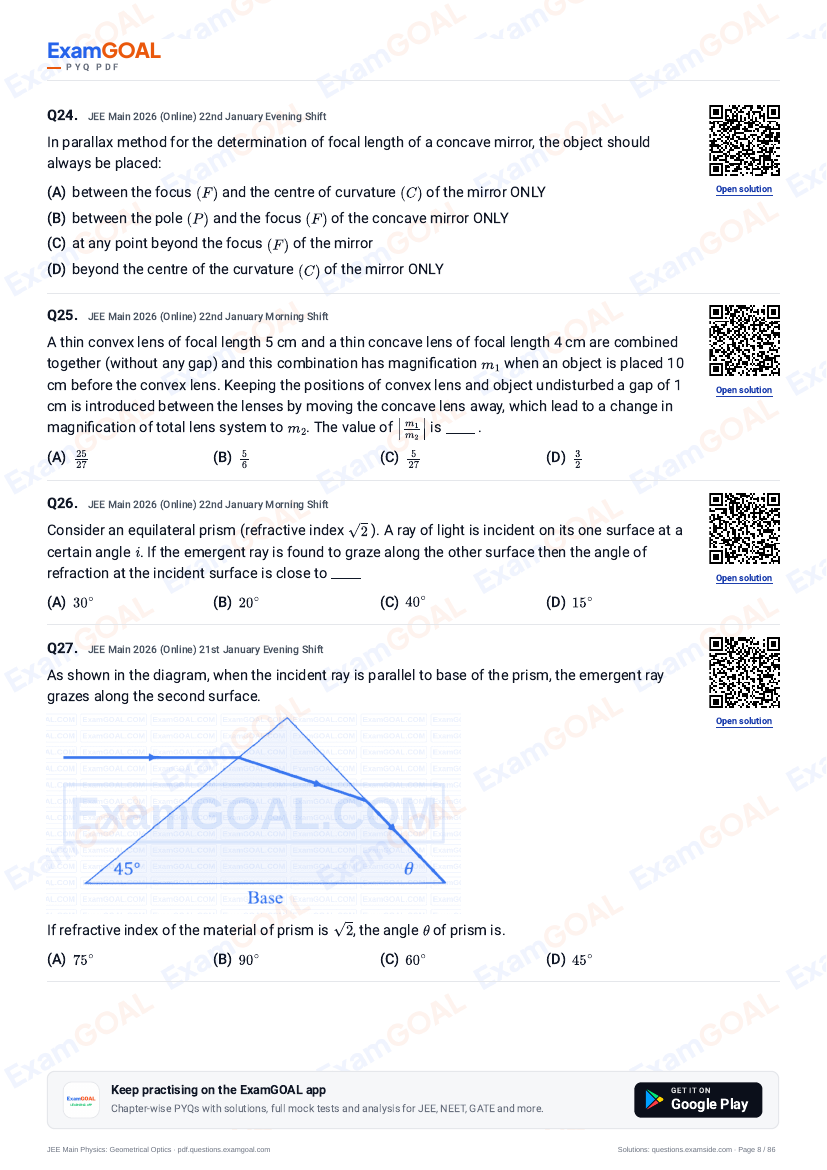 ExamGOAL
PYQ PDF
Q24. JEE Main 2026 (Online) 22nd January Evening Shift
In parallax method for the determination of focal length of a concave mirror, the object should
always be placed:
(A) between the focus (F) and the centre of curvature (C) of the mirror ONLY
(B) between the pole (P) and the focus (F) of the concave mirror ONLY
(C) at any point beyond the focus (F) of the mirror
(D) beyond the centre of the curvature (C) of the mirror ONLY
Open solution
Q25. JEE Main 2026 (Online) 22nd January Morning Shift
A thin convex lens of focal length 5 cm and a thin concave lens of focal length 4 cm are combined
together (without any gap) and this combination has magnification m₁ when an object is placed 10
cm before the convex lens. Keeping the positions of convex lens and object undisturbed a gap of 1
cm is introduced between the lenses by moving the concave lens away, which lead to a change in
magnification of total lens system to m₂. The value of |m₁/m₂| is ____ .
(A) 25/27 (B) 5/6 (C) 5/27 (D) 3/2
Open solution
Q26. JEE Main 2026 (Online) 22nd January Morning Shift
Consider an equilateral prism (refractive index √2 ). A ray of light is incident on its one surface at a
certain angle i. If the emergent ray is found to graze along the other surface then the angle of
refraction at the incident surface is close to ____
(A) 30° (B) 20° (C) 40° (D) 15°
Open solution
Q27. JEE Main 2026 (Online) 21st January Evening Shift
As shown in the diagram, when the incident ray is parallel to base of the prism, the emergent ray
grazes along the second surface.
Open solution
ExamGOAL.COM
45° θ
Base
If refractive index of the material of prism is √2, the angle θ of prism is.
(A) 75° (B) 90° (C) 60° (D) 45°
Keep practising on the ExamGOAL app
Chapter-wise PYQs with solutions, full mock tests and analysis for JEE, NEET, GATE and more.
GET IT ON
Google Play
JEE Main Physics: Geometrical Optics · pdf.questions.examgoal.com
Solutions: questions.examside.com · Page 8 / 86